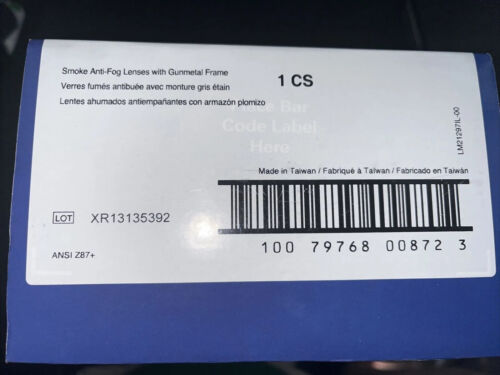 Smoke Anti-Fog Lenses with Gunmetal Frame
Verres fumés antibuée avec monture gris étain
Lentes ahumados antiempañantes con armazón plomizo
1 CS
Bar
Code Label
Here
LM21297IL-00
Made in Taiwan / Fabriqué à Taïwan / Fabricado en Taiwán
LOT XR13135392
100 79768 00872 3
ANSI Z87+